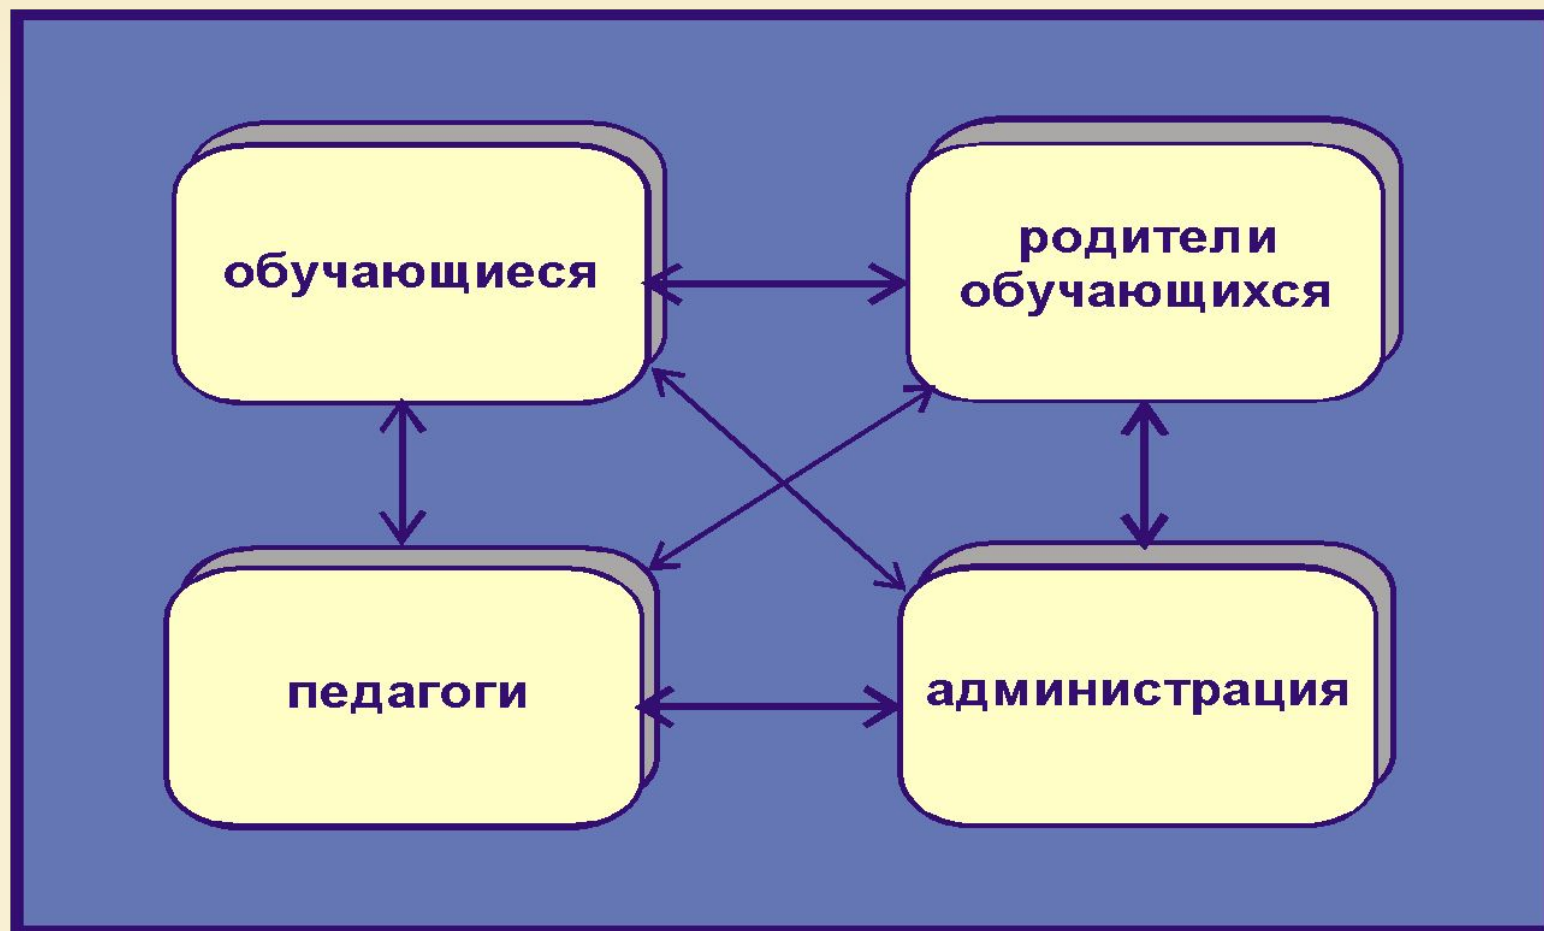 обучающиеся
родители
обучающихся
педагоги
администрация